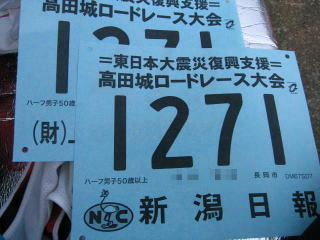 =東日本大震災復興支援=
高田城ロードレース大会
1271
ハーフ男子50歳
(財)
=東日本大震災復興支援=
高田城ロードレース大会
1271
ハーフ男子50歳以上
長岡市
NIC 新潟日報